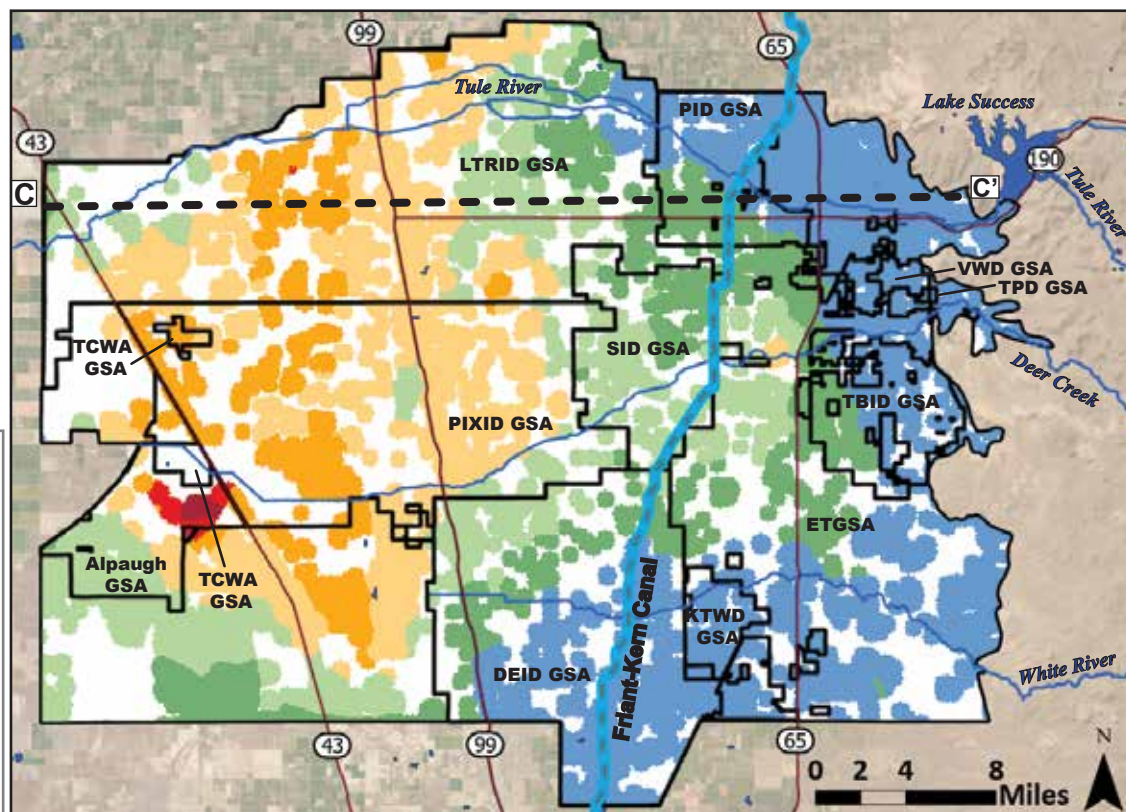 99
65
Tule River
PID GSA
Lake Success
43
190
LTRID GSA
C
C'
Tule River
VWD GSA
TPD GSA
TCWA
GSA
SID GSA
Deer Creek
TBID GSA
PIXID GSA
ETGSA
Alpaugh
GSA
TCWA
GSA
KTWD
GSA
Friant-Kern Canal
DEID GSA
White River
43
99
65
N
0 2 4 8
Miles